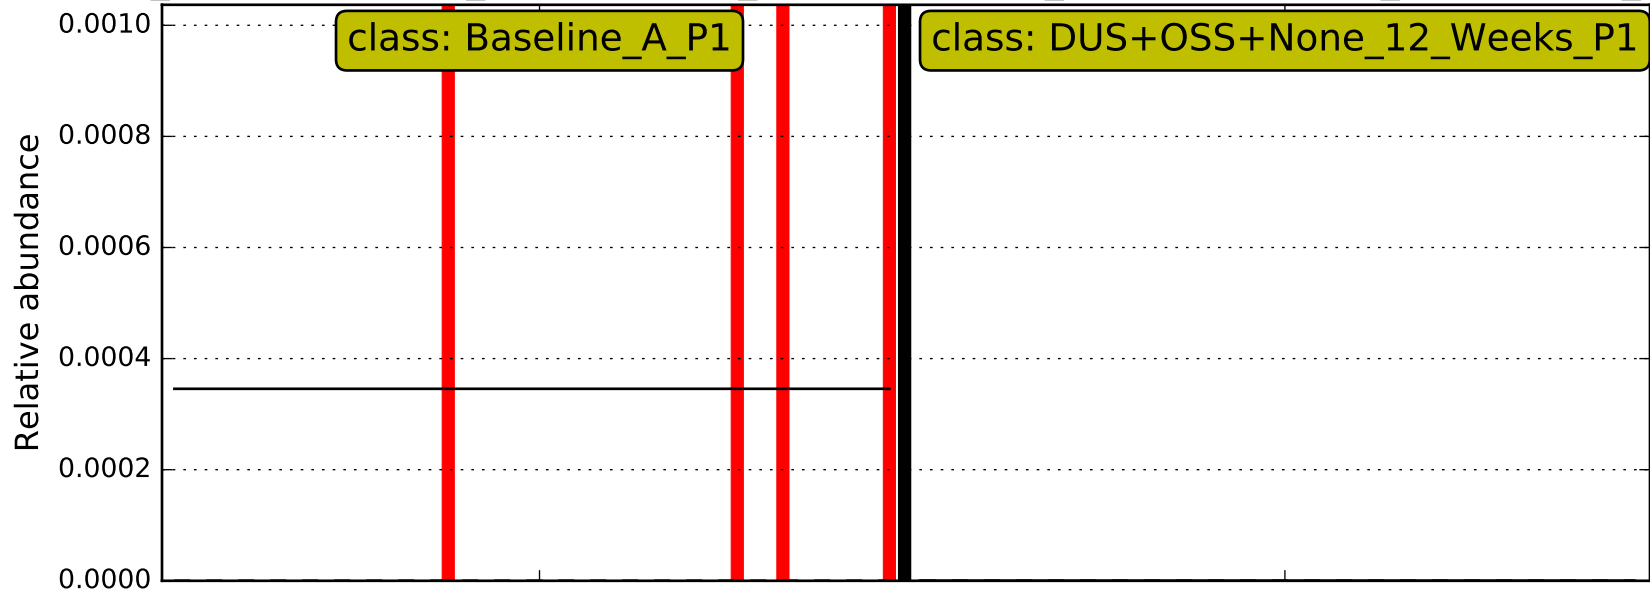 class: Baseline_A_P1
class: DUS+OSS+None_12_Weeks_P1
0.0010
0.0008
0.0006
0.0004
0.0002
0.0000
Relative abundance